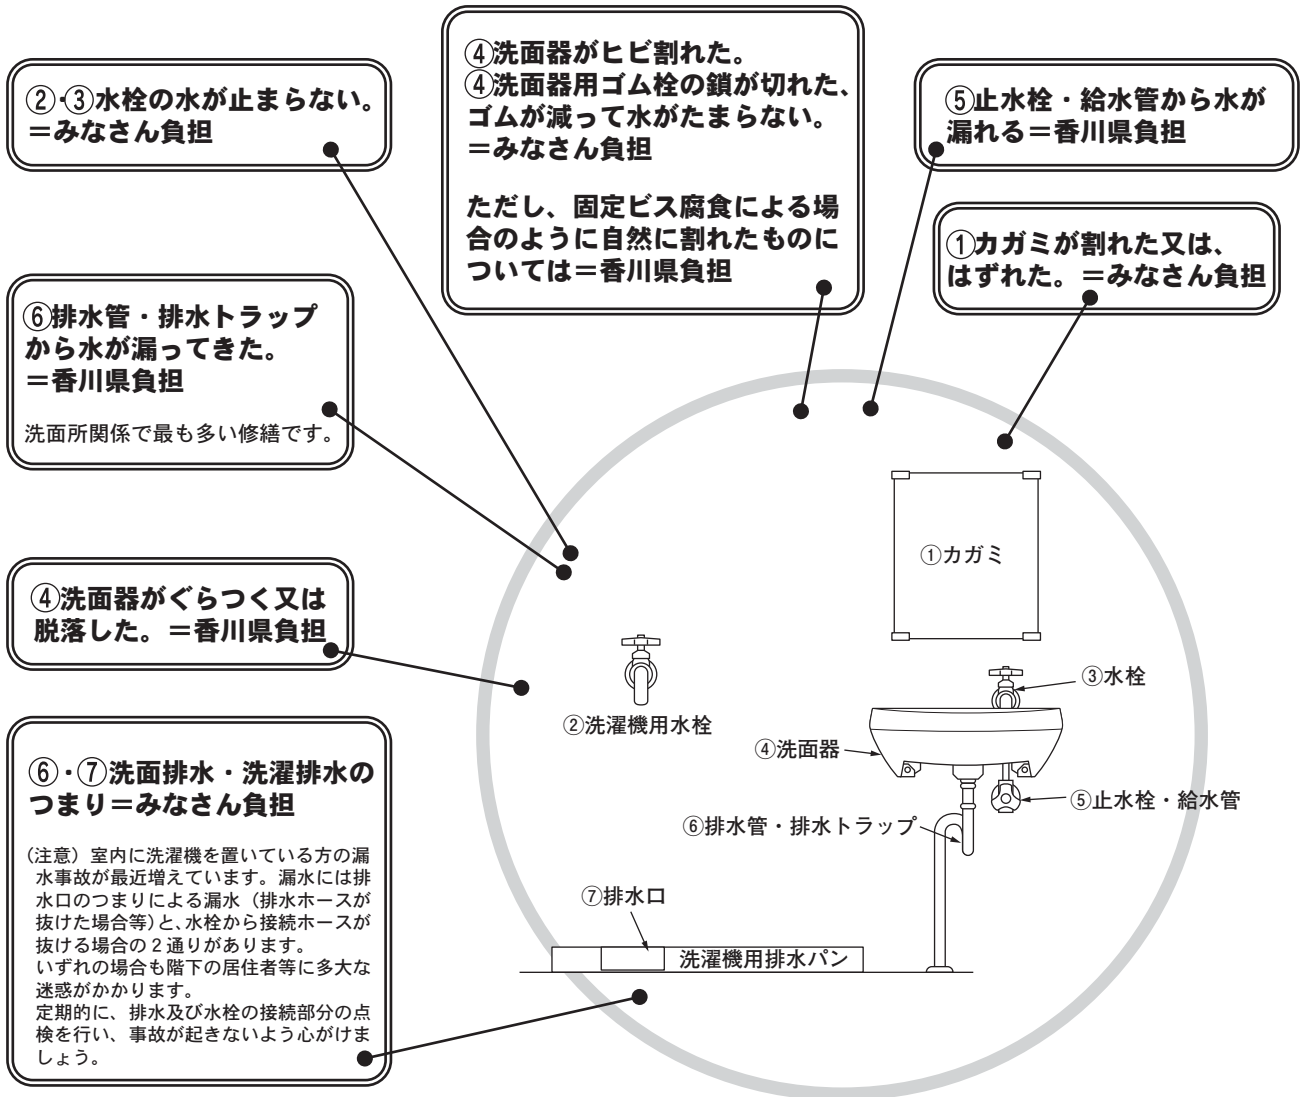 ②・③水栓の水が止まらない。
＝みなさん負担
④洗面器がヒビ割れた。
④洗面器用ゴム栓の鎖が切れた、
ゴムが減って水がたまらない。
＝みなさん負担
ただし、固定ビス腐食による場
合のように自然に割れたものに
ついては＝香川県負担
⑤止水栓・給水管から水が
漏れる＝香川県負担
①カガミが割れた又は、
はずれた。＝みなさん負担
⑥排水管・排水トラップ
から水が漏ってきた。
＝香川県負担
洗面所関係で最も多い修繕です。
④洗面器がぐらつく又は
脱落した。＝香川県負担
⑥・⑦洗面排水・洗濯排水の
つまり＝みなさん負担
（注意）室内に洗濯機を置いている方の漏
水事故が最近増えています。漏水には排
水口のつまりによる漏水（排水ホースが
抜けた場合等）と、水栓から接続ホースが
抜ける場合の２通りがあります。
いずれの場合も階下の居住者等に多大な
迷惑がかかります。
定期的に、排水及び水栓の接続部分の点
検を行い、事故が起きないよう心がけま
しょう。
①カガミ
②洗濯機用水栓
③水栓
④洗面器
⑤止水栓・給水管
⑥排水管・排水トラップ
⑦排水口
洗濯機用排水パン